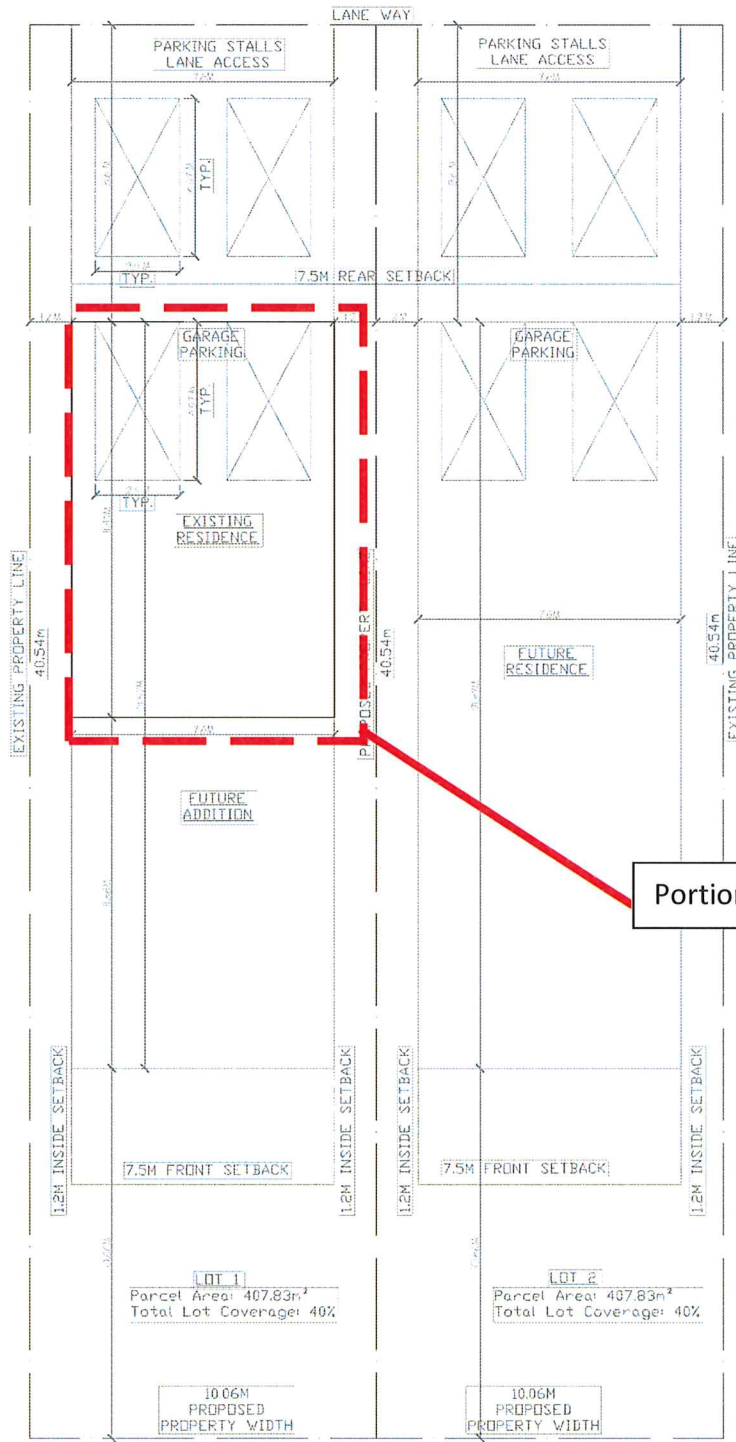 LANE WAY
PARKING STALLS
LANE ACCESS
PARKING STALLS
LANE ACCESS
TYP.
TYP.
7.5M REAR SETBACK
GARAGE
PARKING
GARAGE
PARKING
TYP.
TYP.
EXISTING
RESIDENCE
EXISTING PROPERTY LINE
40.54m
PROPOSED
40.54m
7.6M
FUTURE
RESIDENCE
40.54m
EXISTING PROPERTY LINE
7.6M
FUTURE
ADDITION
Portion
1.2M INSIDE SETBACK
1.2M INSIDE SETBACK
1.2M INSIDE SETBACK
1.2M INSIDE SETBACK
7.5M FRONT SETBACK
7.5M FRONT SETBACK
LOT 1
Parcel Area: 407.83m²
Total Lot Coverage: 40%
LOT 2
Parcel Area: 407.83m²
Total Lot Coverage: 40%
10.06M
PROPOSED
PROPERTY WIDTH
10.06M
PROPOSED
PROPERTY WIDTH